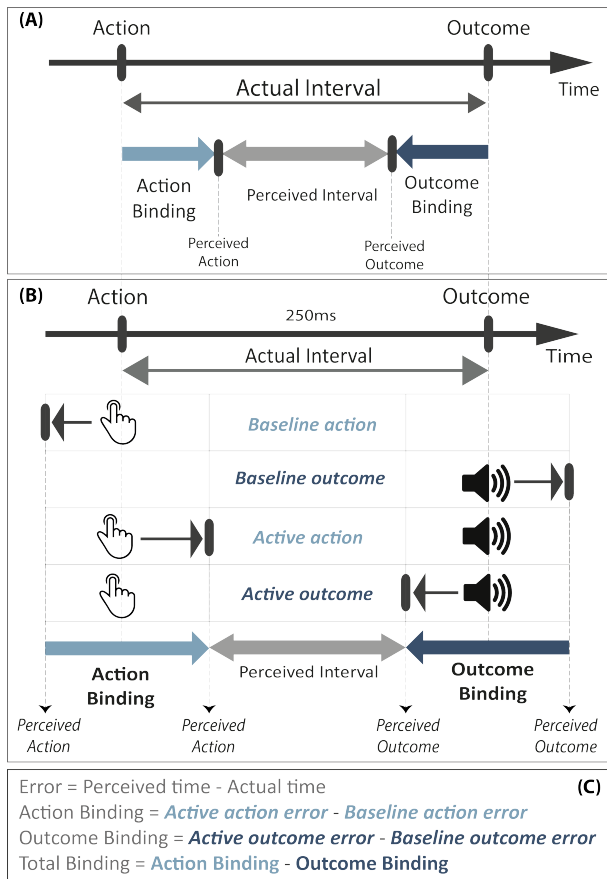 (A)
Action
Outcome
Time
Actual Interval
Action
Binding
Perceived Interval
Outcome
Binding
Perceived
Action
Perceived
Outcome
(B)
Action
Outcome
250ms
Time
Actual Interval
Baseline action
Baseline outcome
Active action
Active outcome
Action
Binding
Perceived Interval
Outcome
Binding
Perceived
Action
Perceived
Action
Perceived
Outcome
Perceived
Outcome
(C)
Error = Perceived time - Actual time
Action Binding = Active action error - Baseline action error
Outcome Binding = Active outcome error - Baseline outcome error
Total Binding = Action Binding - Outcome Binding